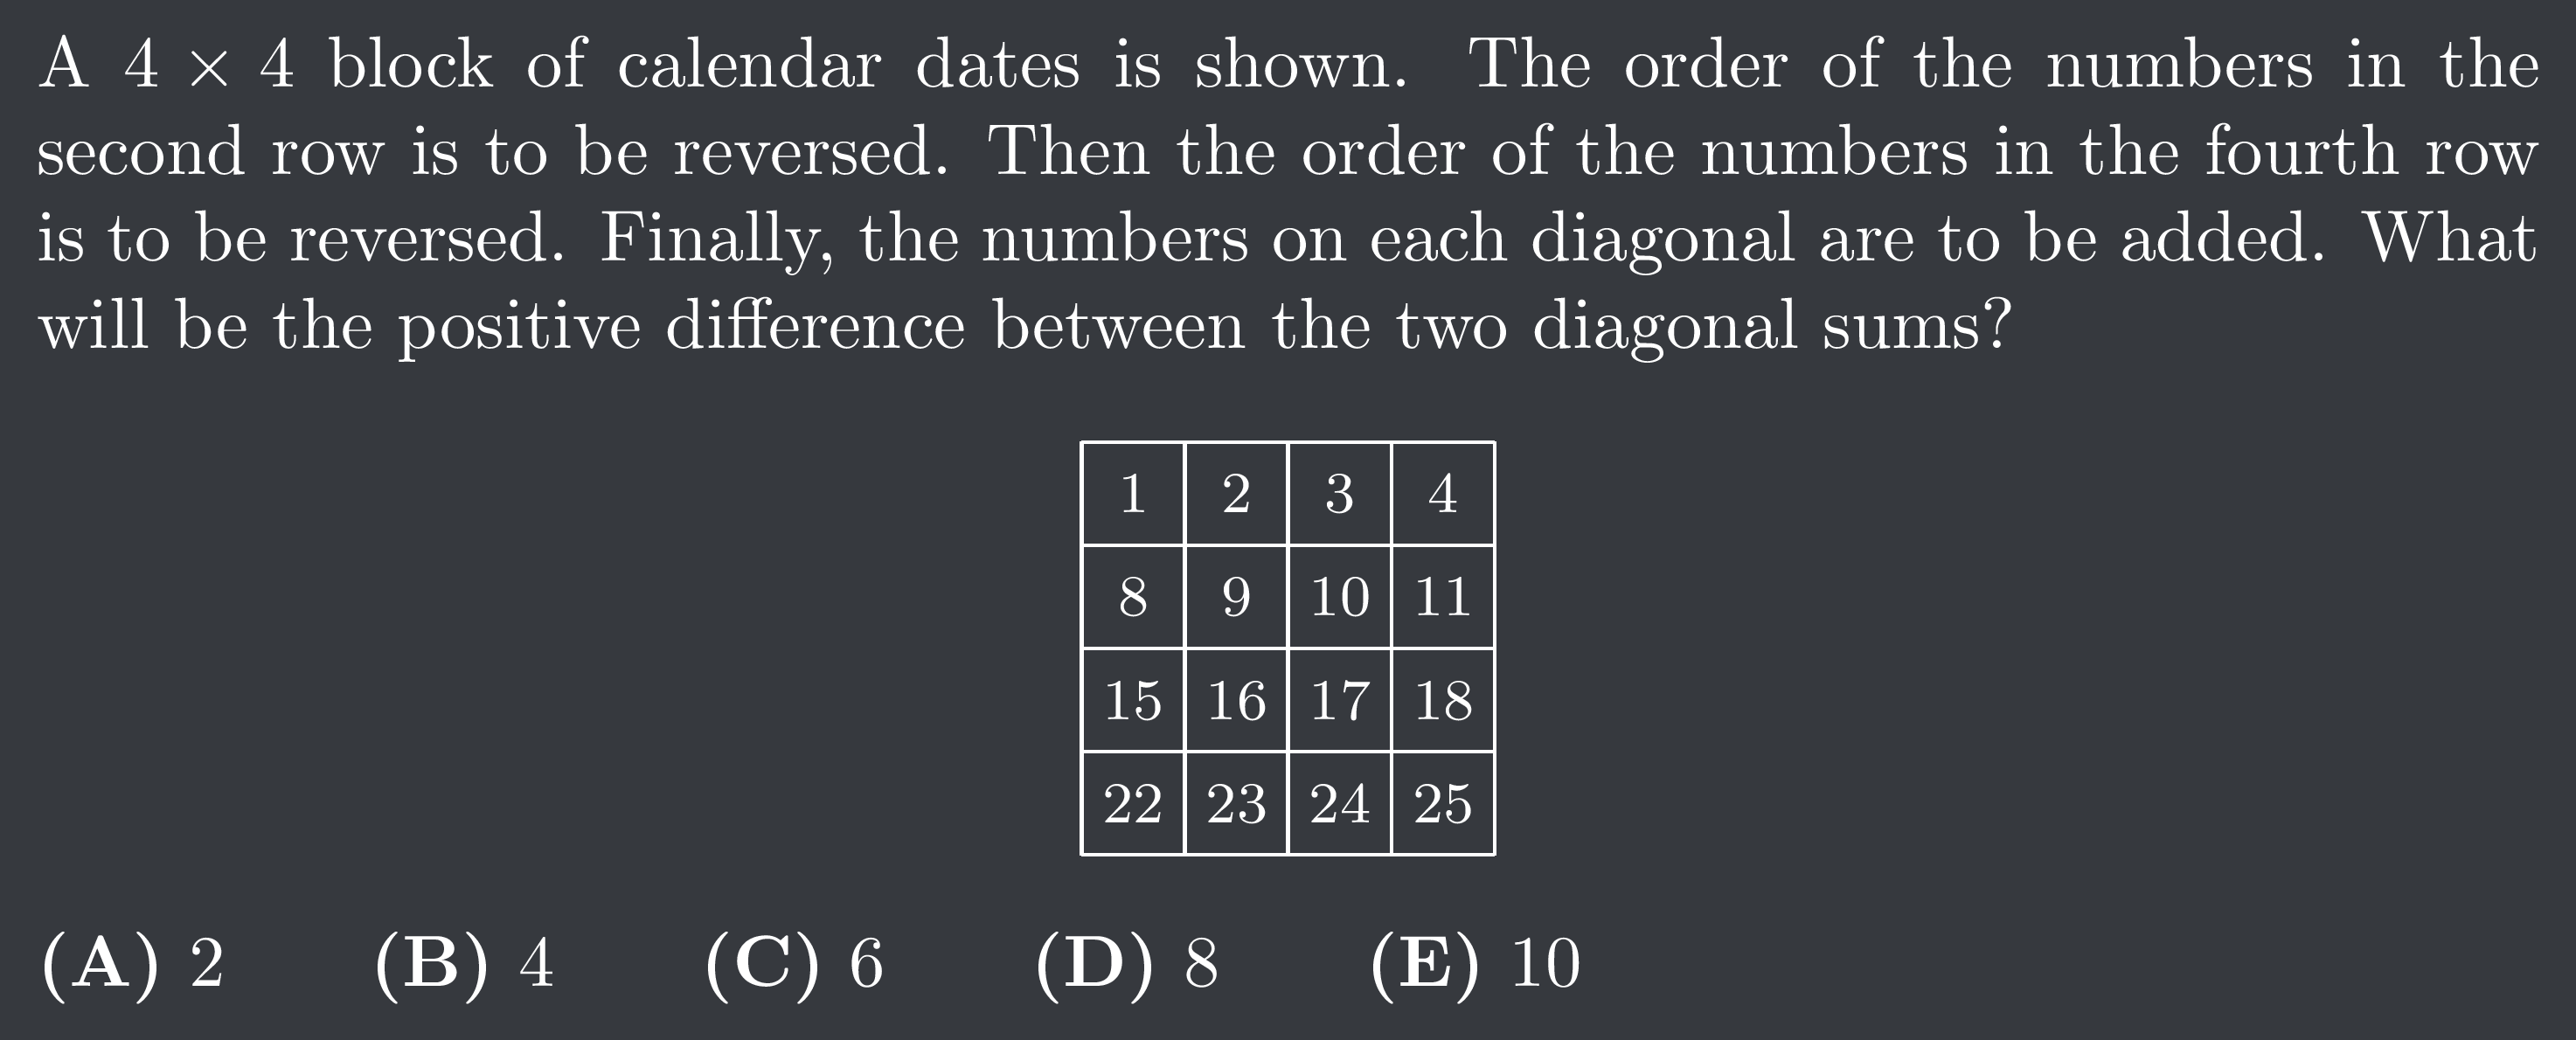 A 4 × 4 block of calendar dates is shown. The order of the numbers in the
second row is to be reversed. Then the order of the numbers in the fourth row
is to be reversed. Finally, the numbers on each diagonal are to be added. What
will be the positive difference between the two diagonal sums?
1 2 3 4
8 9 10 11
15 16 17 18
22 23 24 25
(A) 2 (B) 4 (C) 6 (D) 8 (E) 10